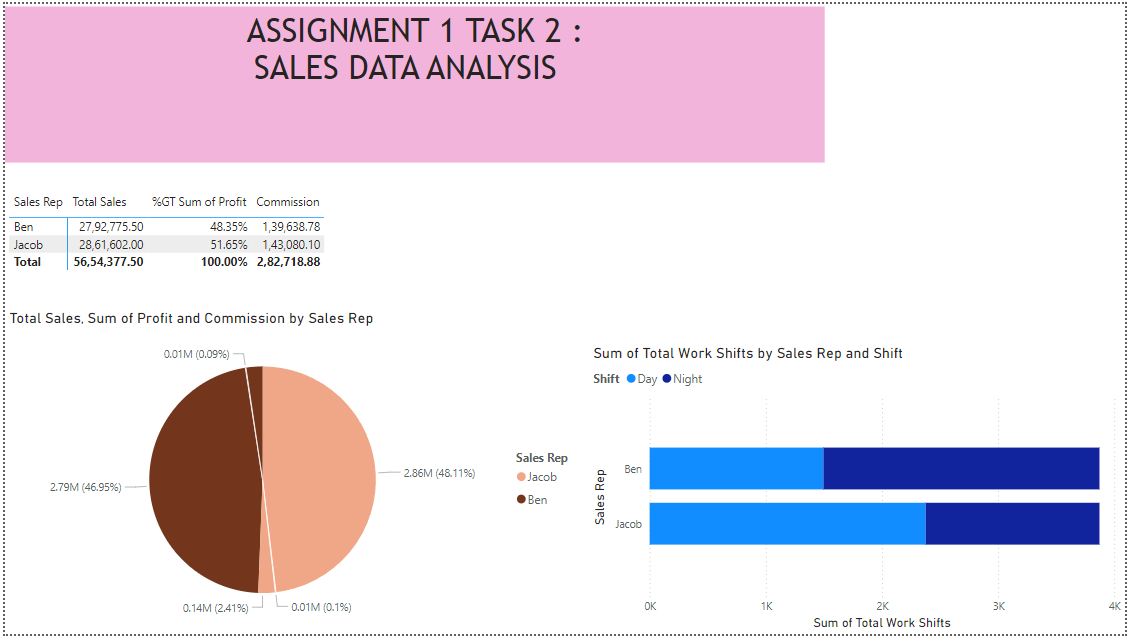 ASSIGNMENT 1 TASK 2 :
SALES DATA ANALYSIS
Sales Rep Total Sales %GT Sum of Profit Commission
Ben 27,92,775.50 48.35% 1,39,638.78
Jacob 28,61,602.00 51.65% 1,43,080.10
Total 56,54,377.50 100.00% 2,82,718.88
Total Sales, Sum of Profit and Commission by Sales Rep
0.01M (0.09%)
2.86M (48.11%)
2.79M (46.95%)
0.14M (2.41%)
0.01M (0.1%)
Sales Rep
Jacob
Ben
Sum of Total Work Shifts by Sales Rep and Shift
Shift Day Night
Sales Rep
Ben
Jacob
0K 1K 2K 3K 4K
Sum of Total Work Shifts